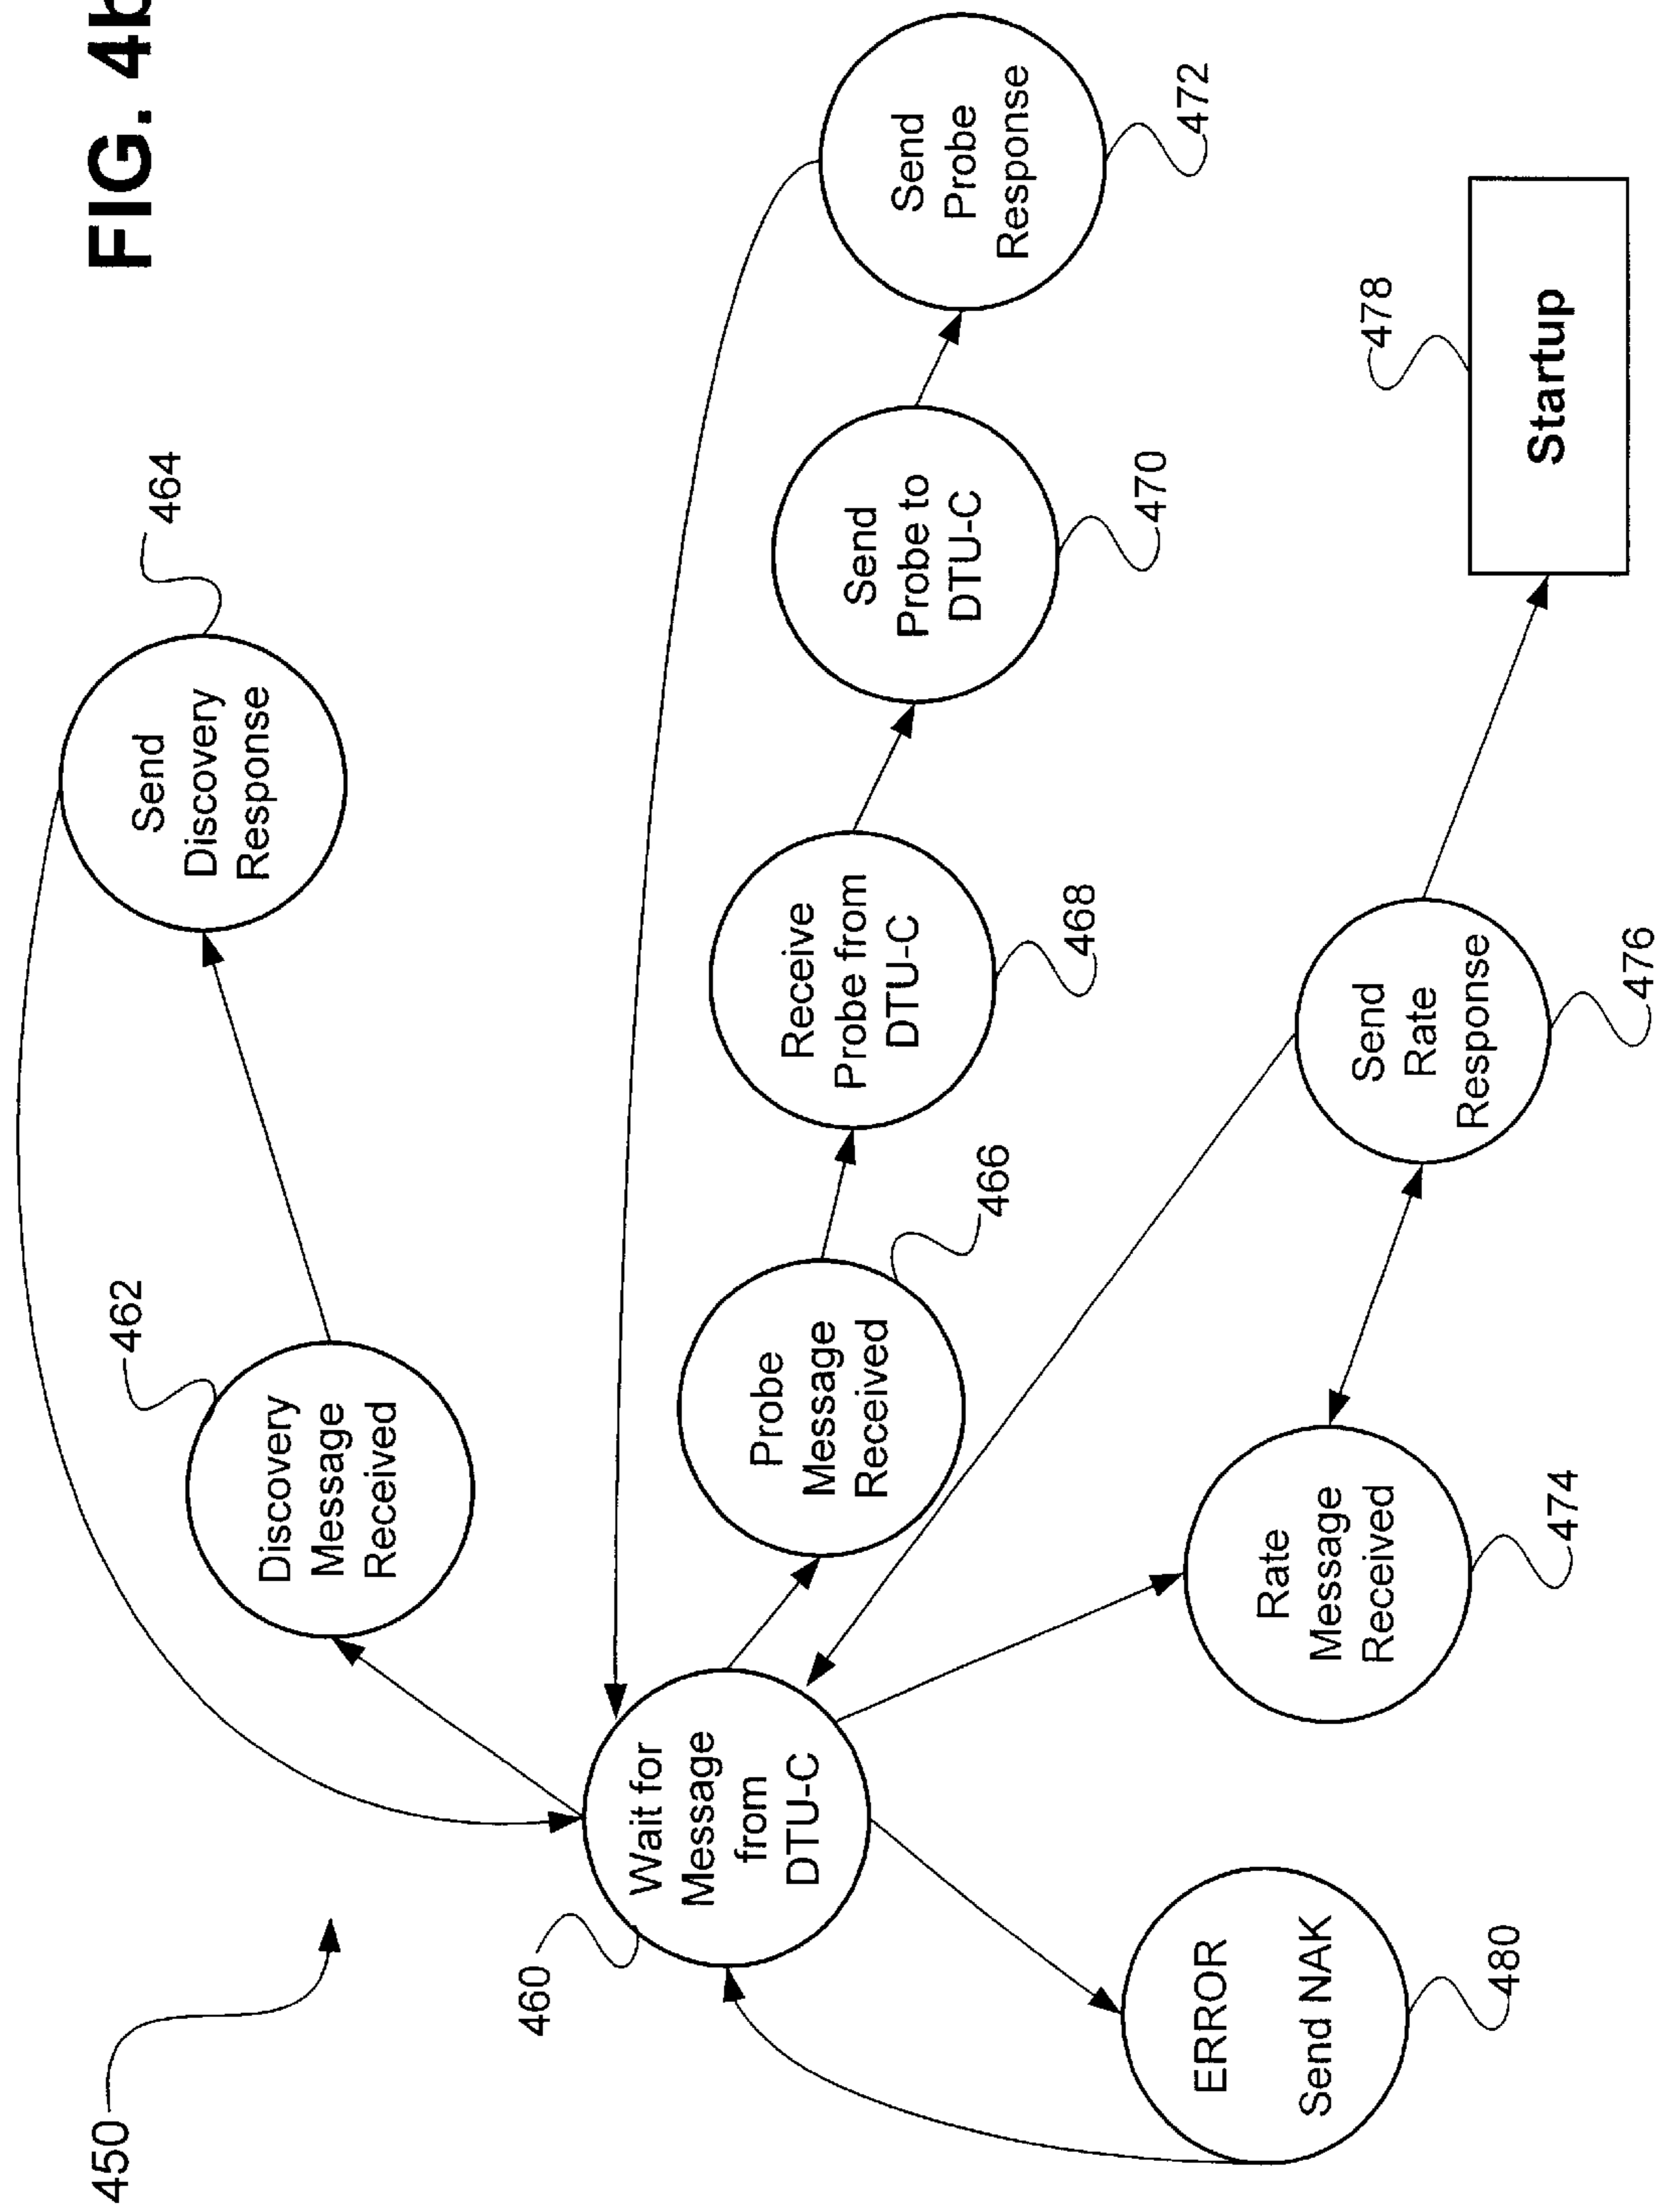 FIG. 4b
450
460
Wait for
Message
from
DTU-C
462
Discovery
Message
Received
464
Send
Discovery
Response
466
Probe
Message
Received
468
Receive
Probe from
DTU-C
470
Send
Probe to
DTU-C
472
Send
Probe
Response
474
Rate
Message
Received
476
Send
Rate
Response
478
Startup
480
ERROR
Send NAK